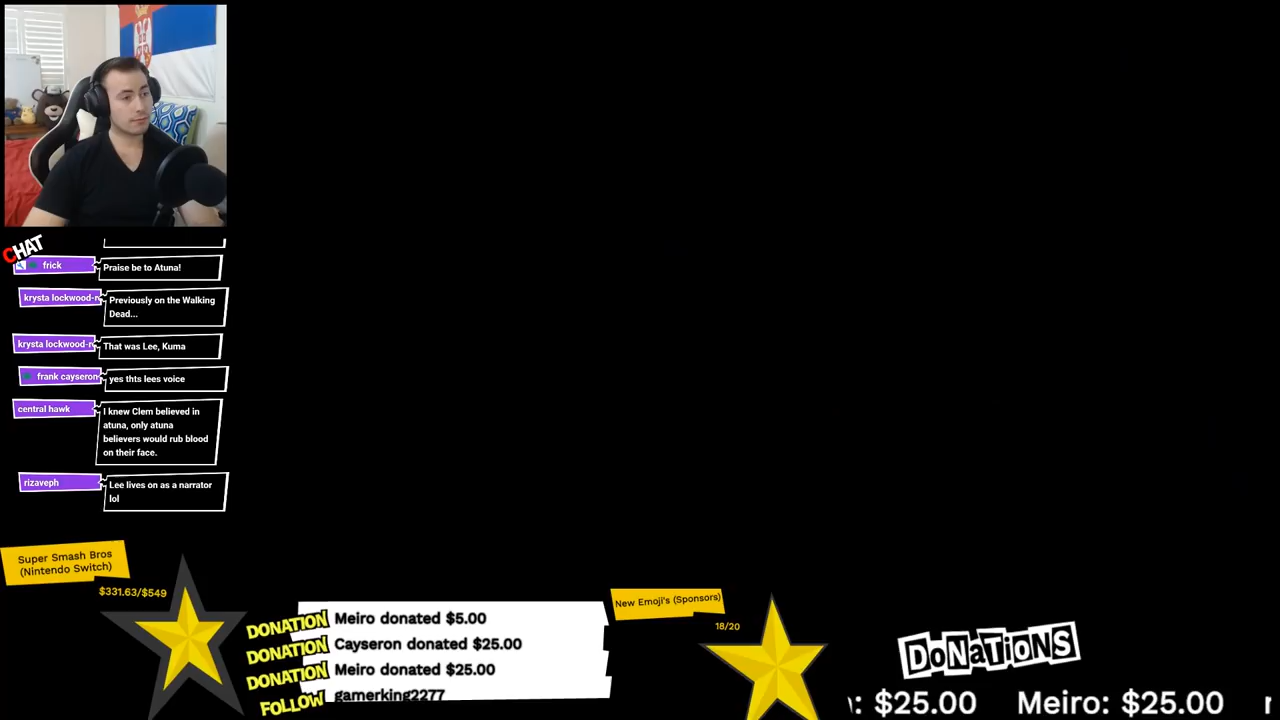 CHAT
frick
Praise be to Atuna!
krysta lockwood-r
Previously on the Walking
Dead...
krysta lockwood-r
That was Lee, Kuma
frank cayseron
yes thts lees voice
central hawk
I knew Clem believed in
atuna, only atuna
believers would rub blood
on their face.
rizaveph
Lee lives on as a narrator
lol
Super Smash Bros
(Nintendo Switch)
$331.63/$549
DONATION Meiro donated $5.00
DONATION Cayseron donated $25.00
DONATION Meiro donated $25.00
FOLLOW gamerking2277
New Emoji's (Sponsors)
18/20
DONATIONS
: $25.00 Meiro: $25.00